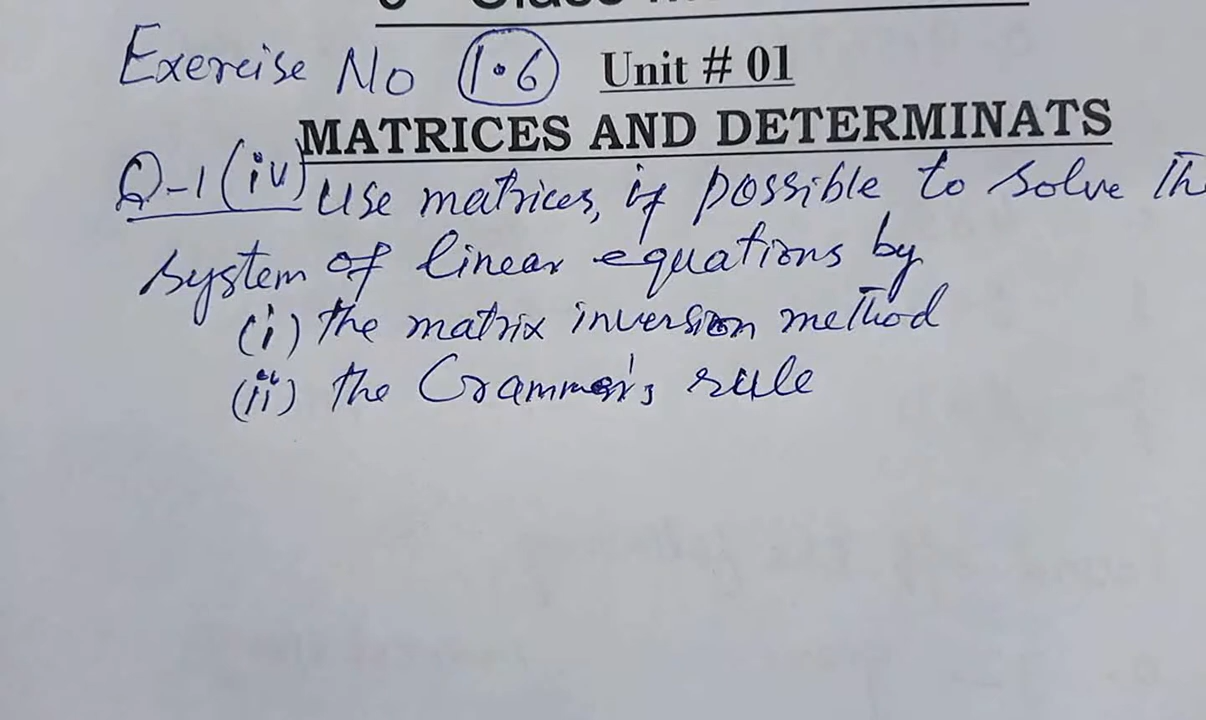 Exercise No 1.6 Unit # 01
MATRICES AND DETERMINATS
Q-1(iv) Use matrices, if possible to solve Th
system of linear equations by
(i) the matrix inversion method
(ii) the Crammer's rule